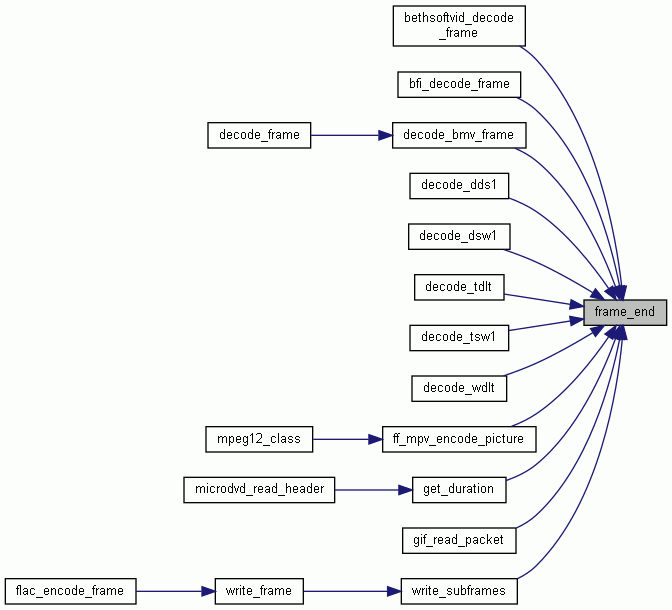 bethsoftvid_decode
_frame
bfi_decode_frame
decode_frame
decode_bmv_frame
decode_dds1
decode_dsw1
decode_tdlt
frame_end
decode_tsw1
decode_wdlt
mpeg12_class
ff_mpv_encode_picture
microdvd_read_header
get_duration
gif_read_packet
flac_encode_frame
write_frame
write_subframes